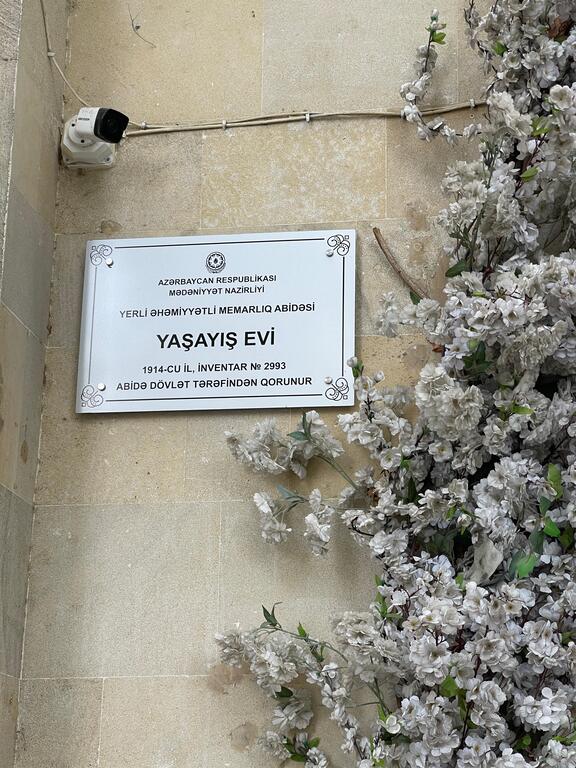 AZƏRBAYCAN RESPUBLİKASI
MƏDƏNİYYƏT NAZİRLİYİ
YERLİ ƏHƏMİYYƏTLİ MEMARLIQ ABİDƏSİ
YAŞAYIŞ EVİ
1914-CU İL, İNVENTAR № 2993
ABİDƏ DÖVLƏT TƏRƏFİNDƏN QORUNUR